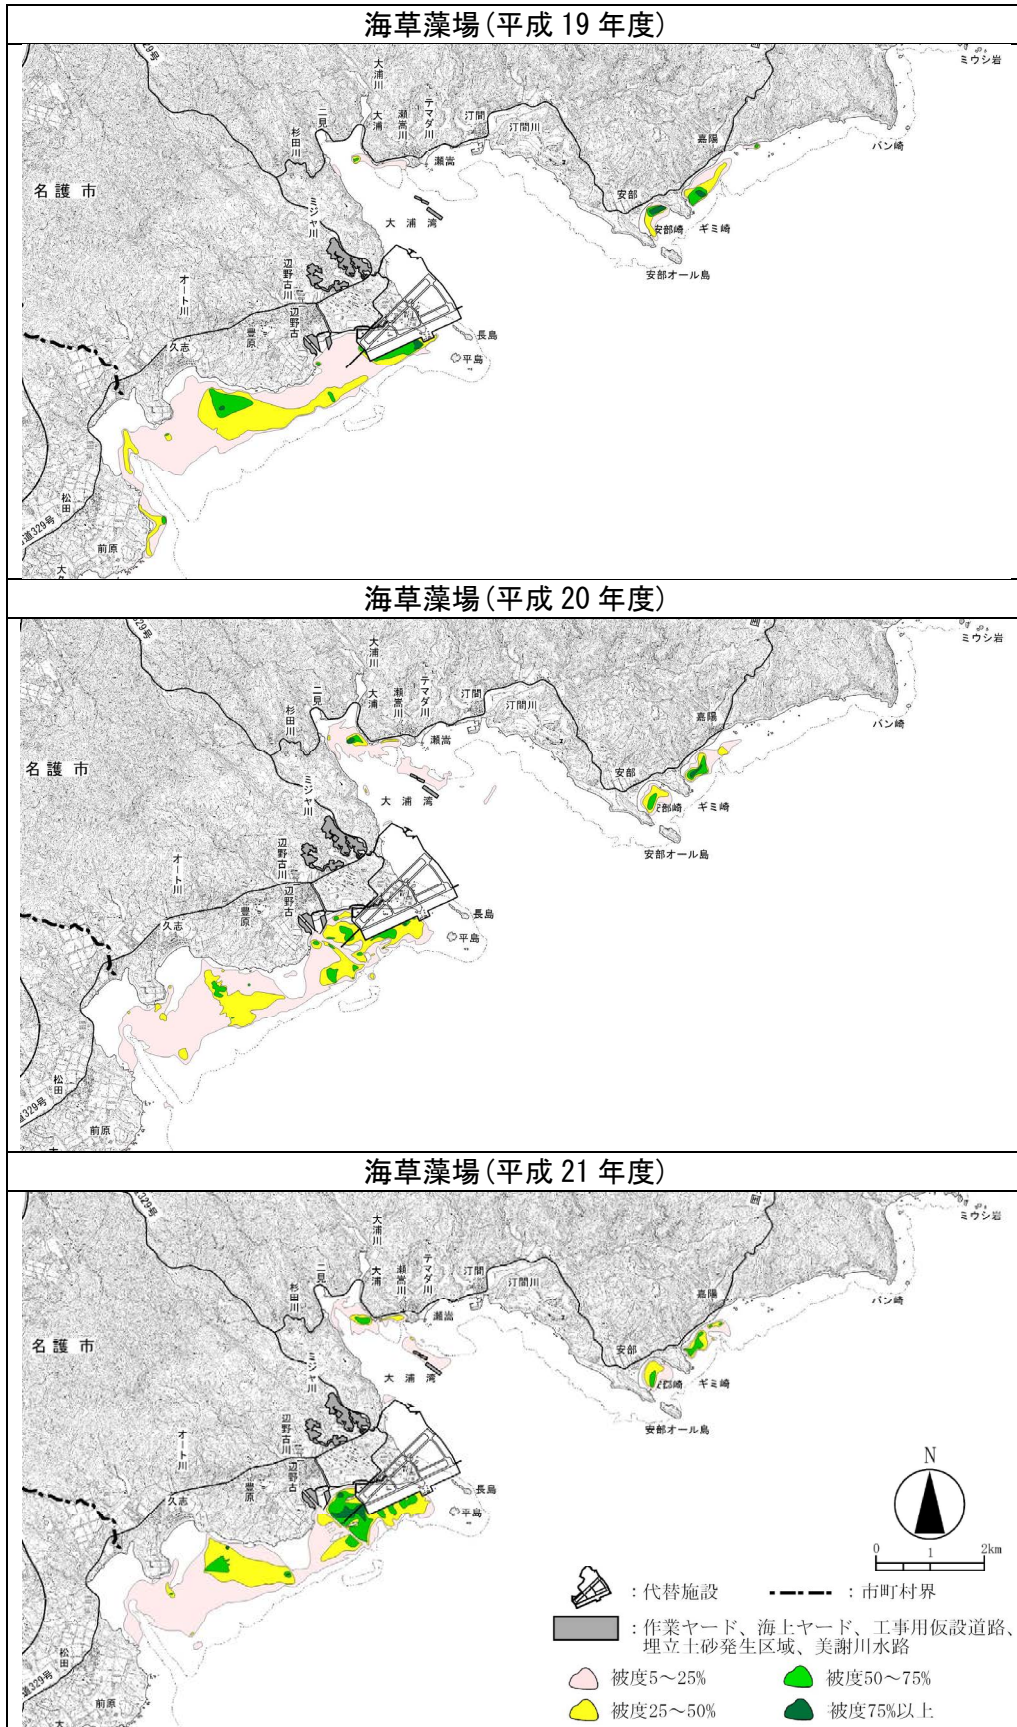 海草藻場(平成 19 年度)
ミウシ岩
大浦川
二見
杉田川
大浦
瀬嵩川
テマダ川
汀間
汀間川
瀬嵩
嘉陽
バン崎
名護市
ミジャ川
大浦湾
安部
安部崎
ギミ崎
安部オール島
辺野古川
辺野古
オート川
豊原
久志
長島
平島
松田
道329号
前原
海草藻場(平成 20 年度)
ミウシ岩
大浦川
二見
杉田川
大浦
瀬嵩川
テマダ川
汀間
汀間川
瀬嵩
嘉陽
バン崎
名護市
ミジャ川
大浦湾
安部
安部崎
ギミ崎
安部オール島
辺野古川
辺野古
オート川
豊原
久志
長島
平島
松田
道329号
前原
海草藻場(平成 21 年度)
ミウシ岩
大浦川
二見
杉田川
大浦
瀬嵩川
テマダ川
汀間
汀間川
瀬嵩
嘉陽
バン崎
名護市
ミジャ川
大浦湾
安部
ギミ崎
安部オール島
辺野古川
辺野古
オート川
豊原
久志
長島
平島
松田
道329号
前原
N
0 1 2km
：代替施設
：市町村界
：作業ヤード、海上ヤード、工事用仮設道路、
埋立土砂発生区域、美謝川水路
被度5～25%
被度50～75%
被度25～50%
被度75%以上